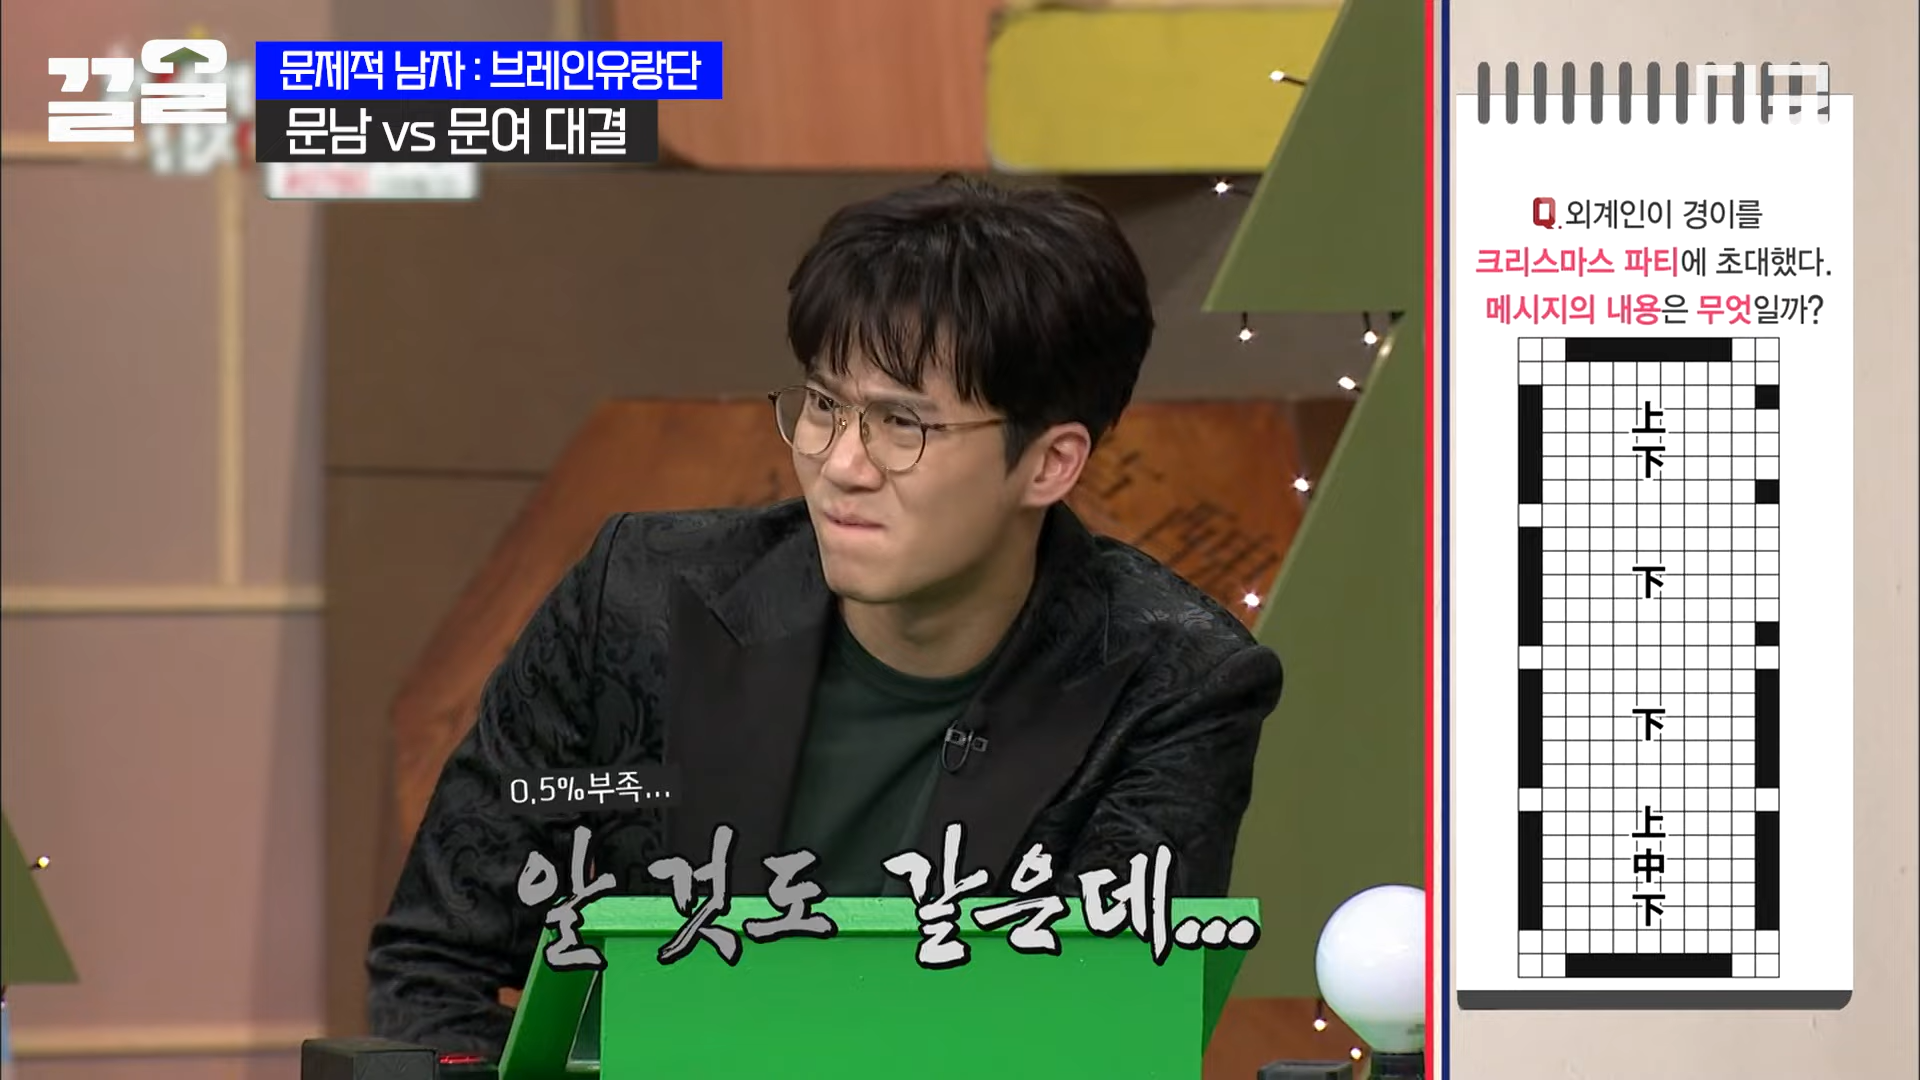 끌올
문제적 남자 : 브레인유랑단
문남 vs 문여 대결
Q.외계인이 경이를
크리스마스 파티에 초대했다.
메시지의 내용은 무엇일까?
上
下
下
下
上
中
下
0.5%부족...
알 것도 같은데...